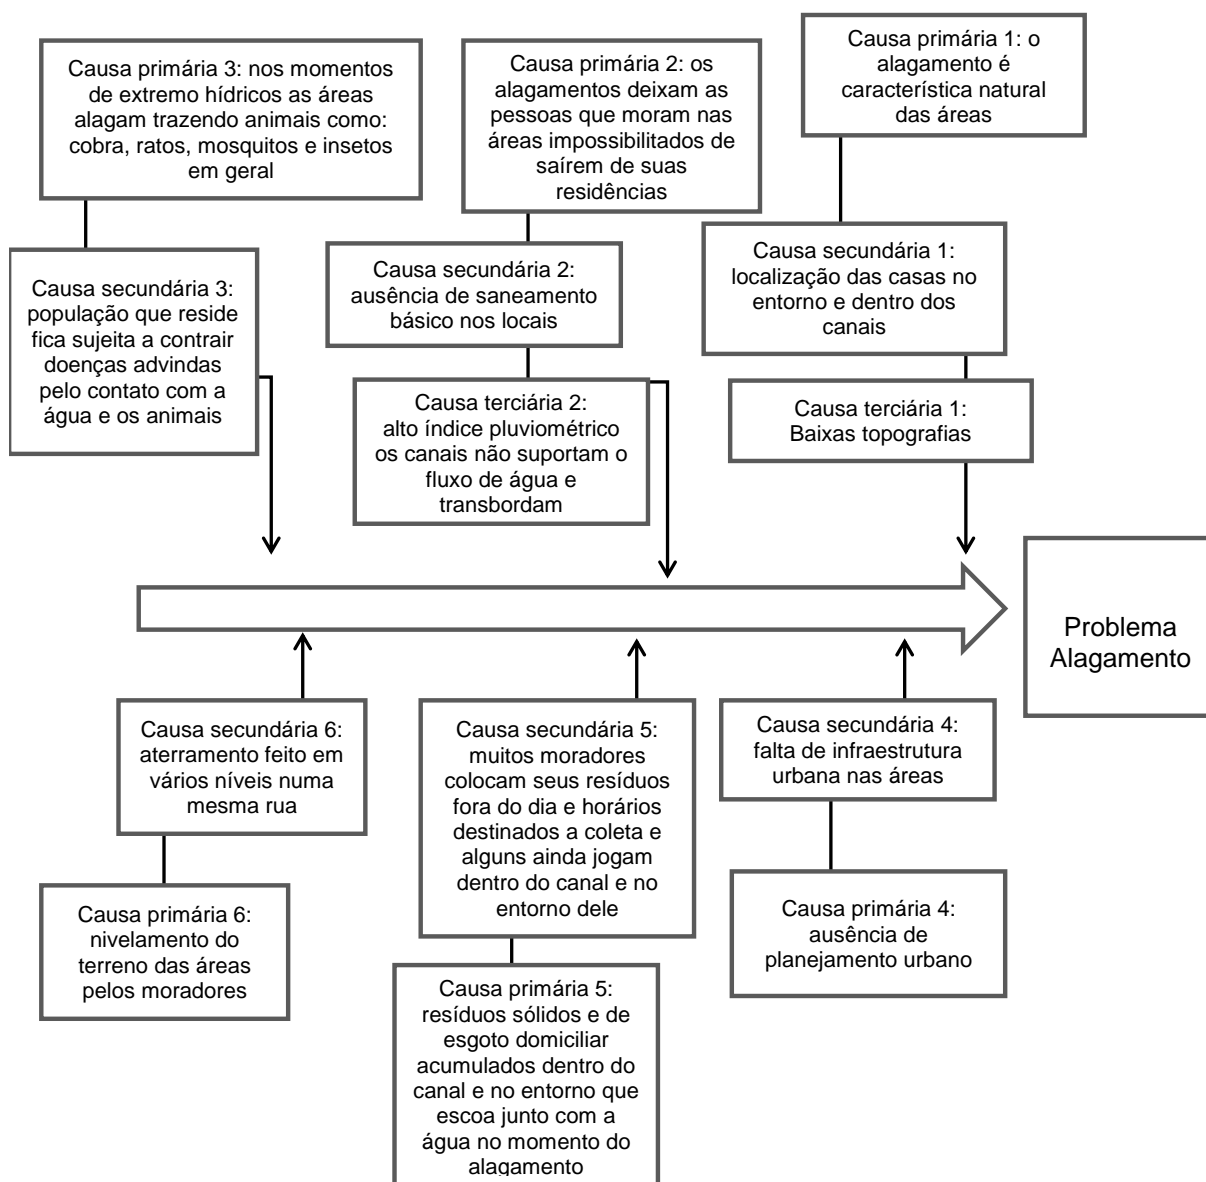 Causa primária 3: nos momentos
de extremo hídricos as áreas
alagam trazendo animais como:
cobra, ratos, mosquitos e insetos
em geral
Causa primária 2: os
alagamentos deixam as
pessoas que moram nas
áreas impossibilitados de
saírem de suas
residências
Causa primária 1: o
alagamento é
característica natural
das áreas
Causa secundária 3:
população que reside
fica sujeita a contrair
doenças advindas
pelo contato com a
água e os animais
Causa secundária 2:
ausência de saneamento
básico nos locais
Causa secundária 1:
localização das casas no
entorno e dentro dos
canais
Causa terciária 2:
alto índice pluviométrico
os canais não suportam o
fluxo de água e
transbordam
Causa terciária 1:
Baixas topografias
Problema
Alagamento
Causa secundária 6:
aterramento feito em
vários níveis numa
mesma rua
Causa secundária 5:
muitos moradores
colocam seus resíduos
fora do dia e horários
destinados a coleta e
alguns ainda jogam
dentro do canal e no
entorno dele
Causa secundária 4:
falta de infraestrutura
urbana nas áreas
Causa primária 6:
nivelamento do
terreno das áreas
pelos moradores
Causa primária 5:
resíduos sólidos e de
esgoto domiciliar
acumulados dentro do
canal e no entorno que
escoa junto com a
água no momento do
alagamento
Causa primária 4:
ausência de
planejamento urbano